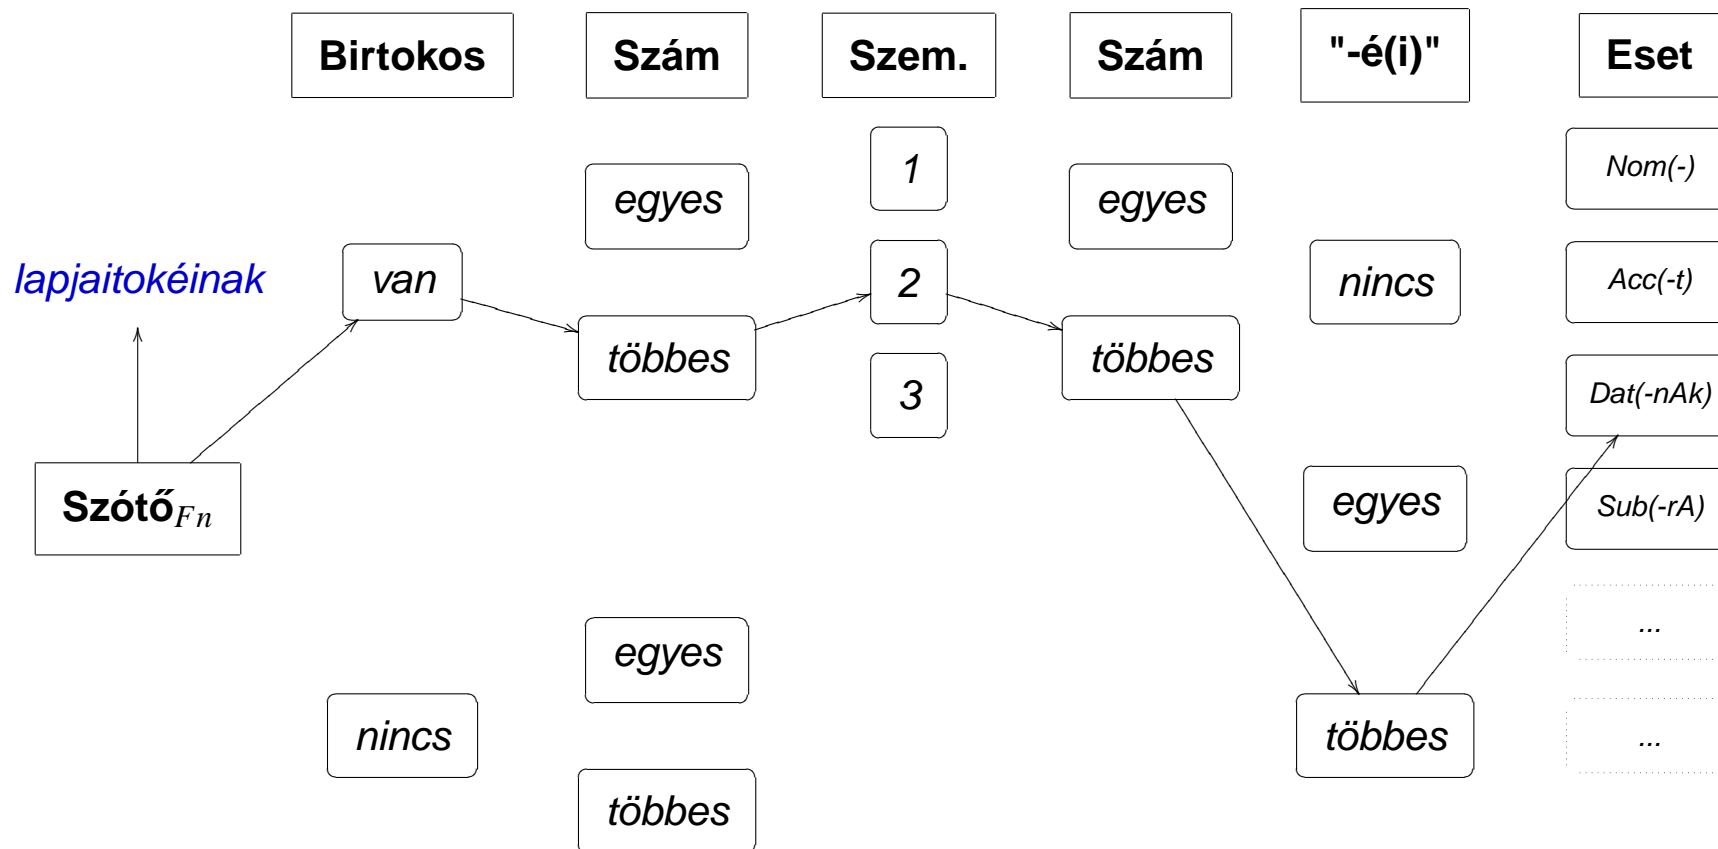 Birtokos Szám Szem. Szám "-é(i)" Eset
1
Nom(-)
egyes egyes
lapjaitokéinak van 2 nincs Acc(-t)
többes többes
3 Dat(-nAk)
SzótőFn egyes Sub(-rA)
egyes ...
nincs többes ...
többes